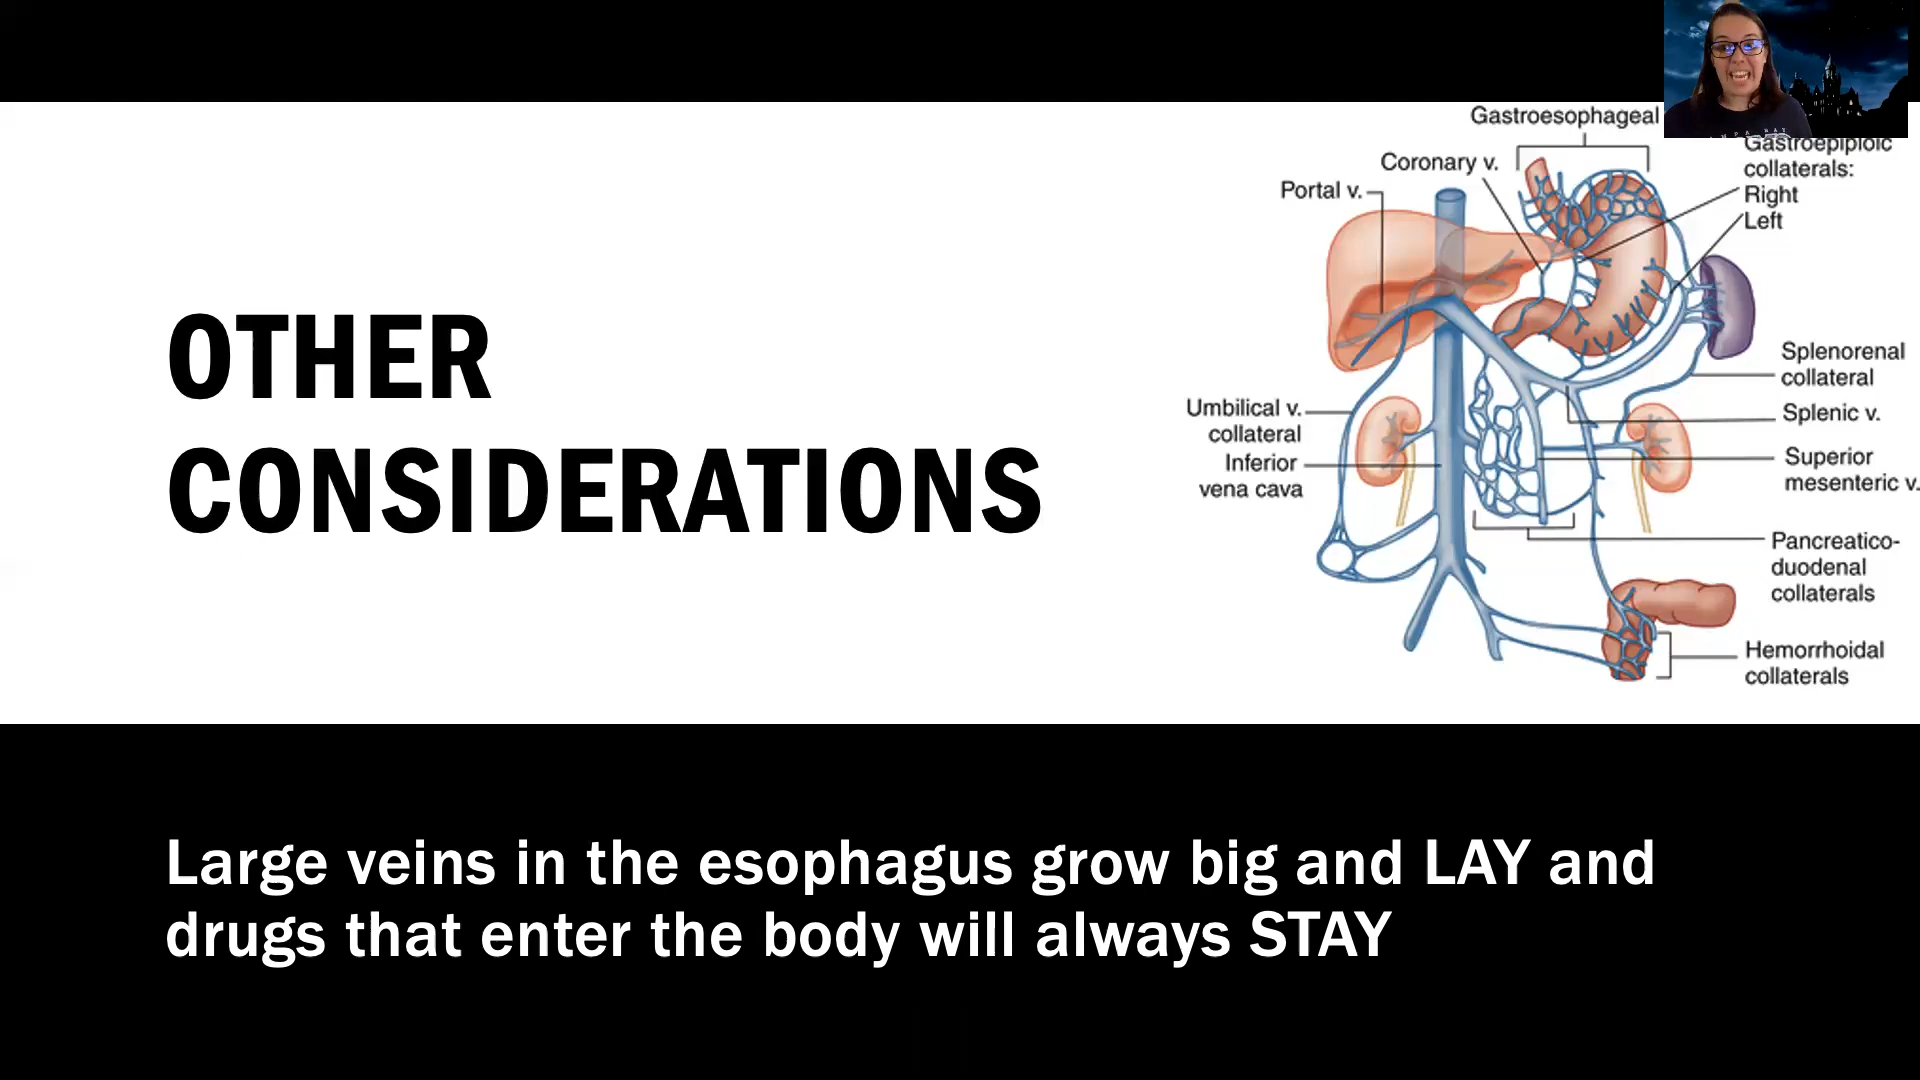 OTHER
CONSIDERATIONS
Gastroesophageal
Coronary v.
Portal v.
Gastroepiploic
collaterals:
Right
Left
Splenorenal
collateral
Splenic v.
Umbilical v.
collateral
Inferior
vena cava
Superior
mesenteric v.
Pancreatico-
duodenal
collaterals
Hemorrhoidal
collaterals
Large veins in the esophagus grow big and LAY and
drugs that enter the body will always STAY